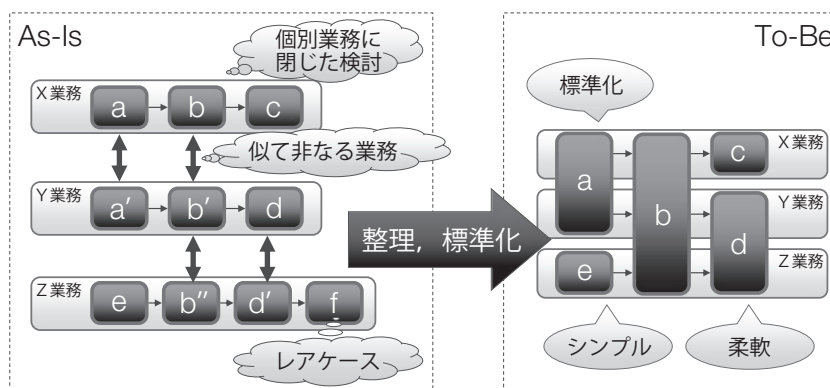 As-Is
個別業務に
閉じた検討
X業務
a
b
c
似て非なる業務
Y業務
a′
b′
d
Z業務
e
b″
d′
f
レアケース
整理，標準化
To-Be
標準化
X業務
a
b
c
Y業務
d
Z業務
e
シンプル
柔軟